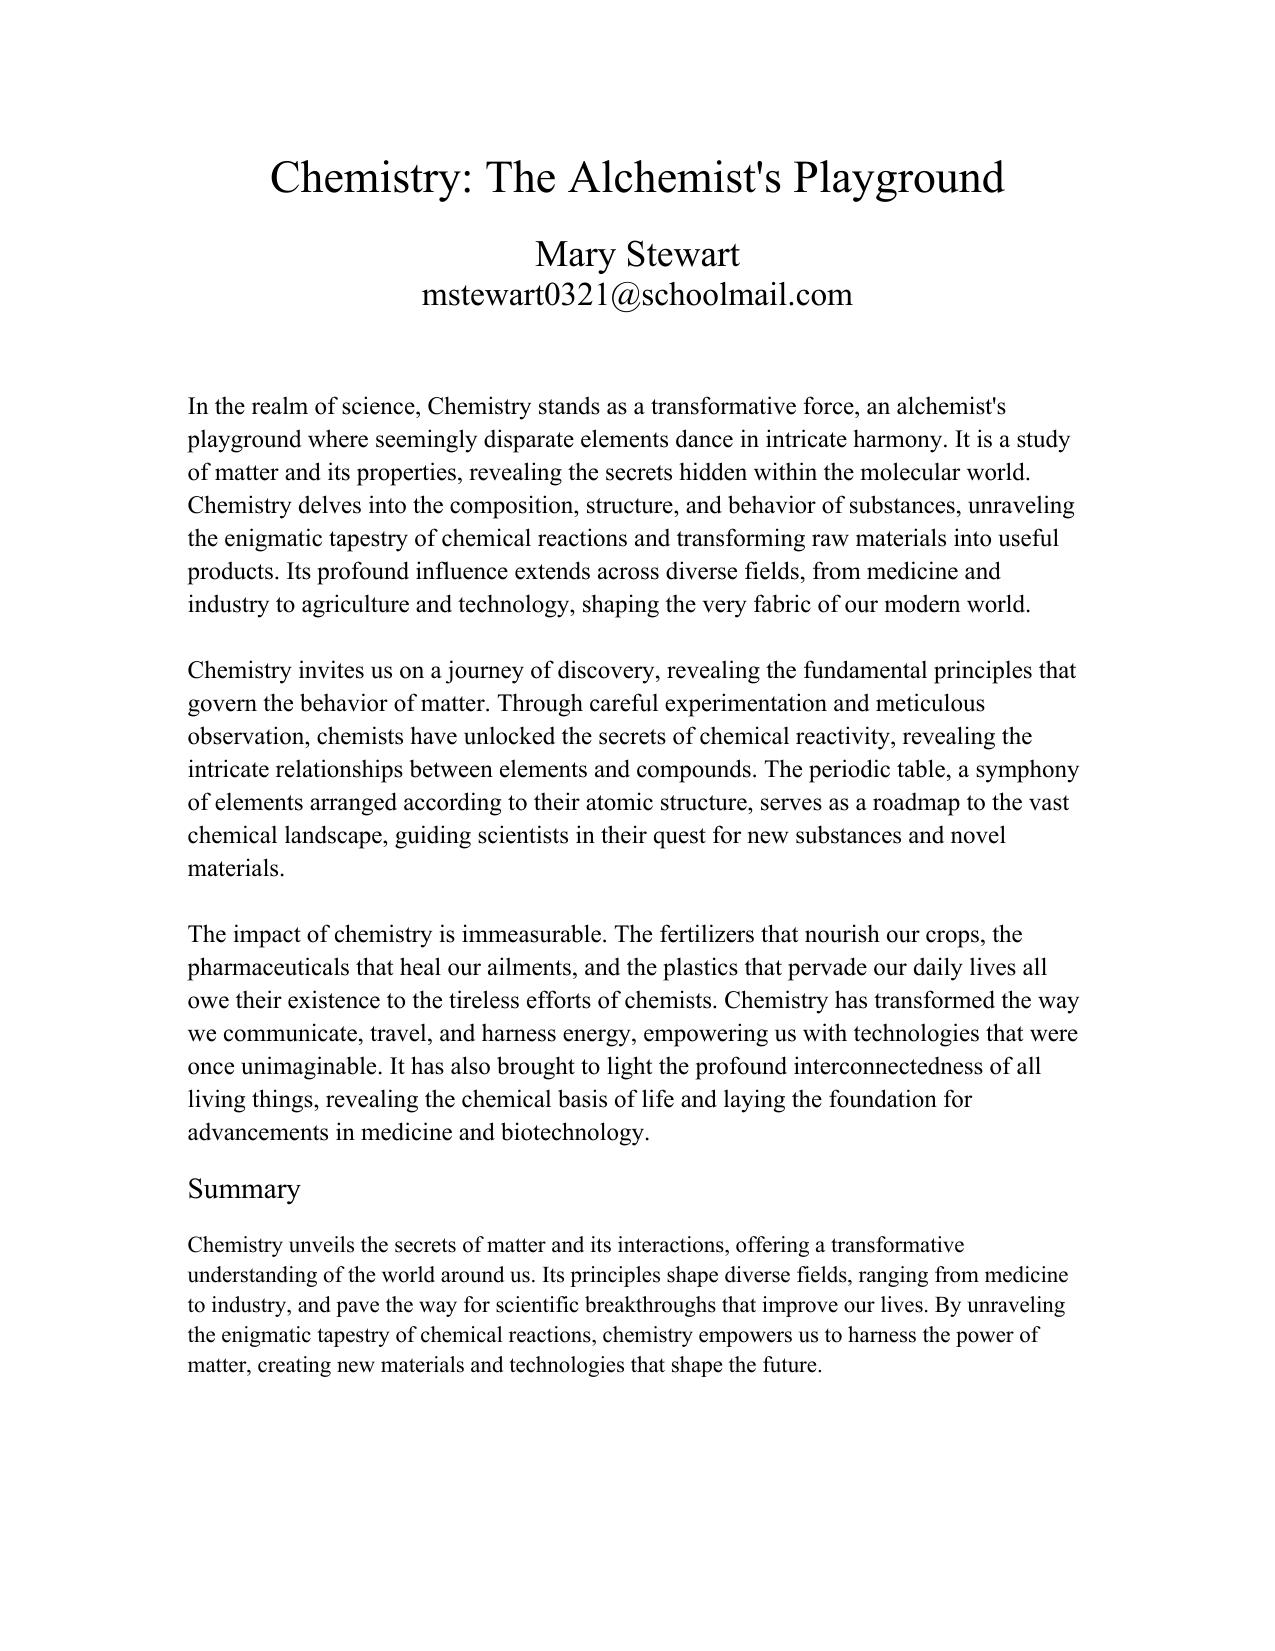 Chemistry: The Alchemist's Playground
Mary Stewart
mstewart0321@schoolmail.com
In the realm of science, Chemistry stands as a transformative force, an alchemist's
playground where seemingly disparate elements dance in intricate harmony. It is a study
of matter and its properties, revealing the secrets hidden within the molecular world.
Chemistry delves into the composition, structure, and behavior of substances, unraveling
the enigmatic tapestry of chemical reactions and transforming raw materials into useful
products. Its profound influence extends across diverse fields, from medicine and
industry to agriculture and technology, shaping the very fabric of our modern world.
Chemistry invites us on a journey of discovery, revealing the fundamental principles that
govern the behavior of matter. Through careful experimentation and meticulous
observation, chemists have unlocked the secrets of chemical reactivity, revealing the
intricate relationships between elements and compounds. The periodic table, a symphony
of elements arranged according to their atomic structure, serves as a roadmap to the vast
chemical landscape, guiding scientists in their quest for new substances and novel
materials.
The impact of chemistry is immeasurable. The fertilizers that nourish our crops, the
pharmaceuticals that heal our ailments, and the plastics that pervade our daily lives all
owe their existence to the tireless efforts of chemists. Chemistry has transformed the way
we communicate, travel, and harness energy, empowering us with technologies that were
once unimaginable. It has also brought to light the profound interconnectedness of all
living things, revealing the chemical basis of life and laying the foundation for
advancements in medicine and biotechnology.
Summary
Chemistry unveils the secrets of matter and its interactions, offering a transformative
understanding of the world around us. Its principles shape diverse fields, ranging from medicine
to industry, and pave the way for scientific breakthroughs that improve our lives. By unraveling
the enigmatic tapestry of chemical reactions, chemistry empowers us to harness the power of
matter, creating new materials and technologies that shape the future.